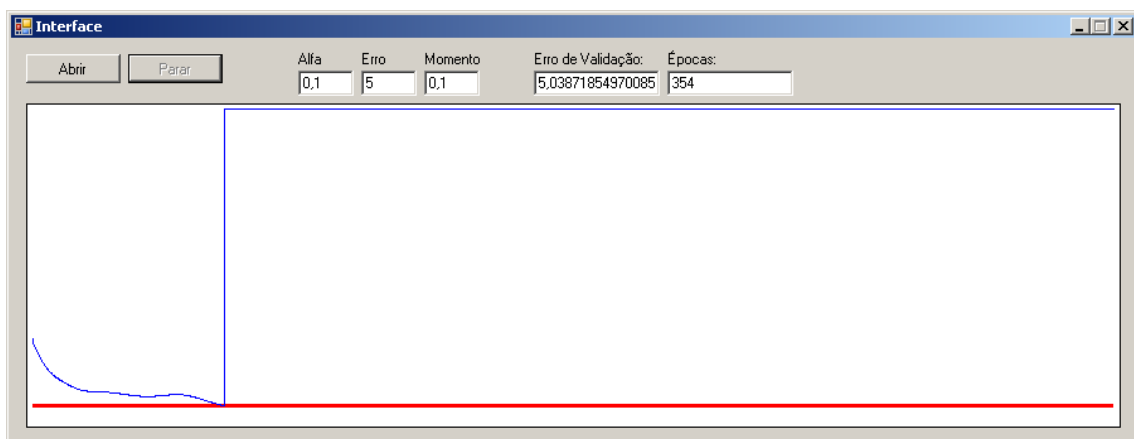 Interface
Abrir Parar
Alfa Erro Momento Erro de Validação: Épocas:
0,1 5 0,1 5,03871854970085 354